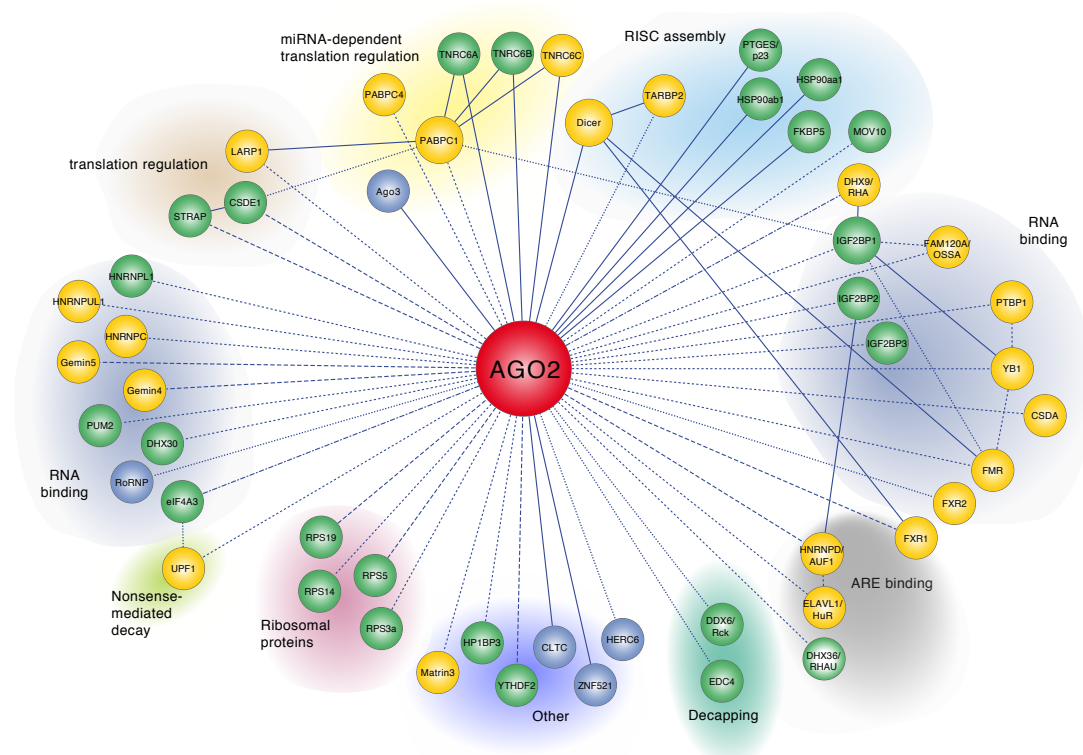 miRNA-dependent
translation regulation
TNRC6A
TNRC6B
TNRC6C
RISC assembly
PTGES/
p23
HSP90aa1
PABPC4
TARBP2
HSP90ab1
Dicer
FKBP5
MOV10
PABPC1
translation regulation
LARP1
Ago3
CSDE1
STRAP
DHX9/
RHA
RNA
binding
IGF2BP1
FAM120A/
OSSA
HNRNPL1
HNRNPUL1
IGF2BP2
PTBP1
HNRNPC
IGF2BP3
Gemin5
AGO2
YB1
Gemin4
CSDA
PUM2
DHX30
RNA
binding
RoRNP
FMR
eIF4A3
FXR2
UPF1
RPS19
FXR1
HNRNPD/
AUF1
ARE binding
Nonsense-
mediated
decay
RPS5
RPS14
ELAVL1/
HuR
Ribosomal
proteins
RPS3a
DDX6/
Rck
HP1BP3
CLTC
HERC6
DHX36/
RHAU
Matrin3
YTHDF2
ZNF521
EDC4
Other
Decapping